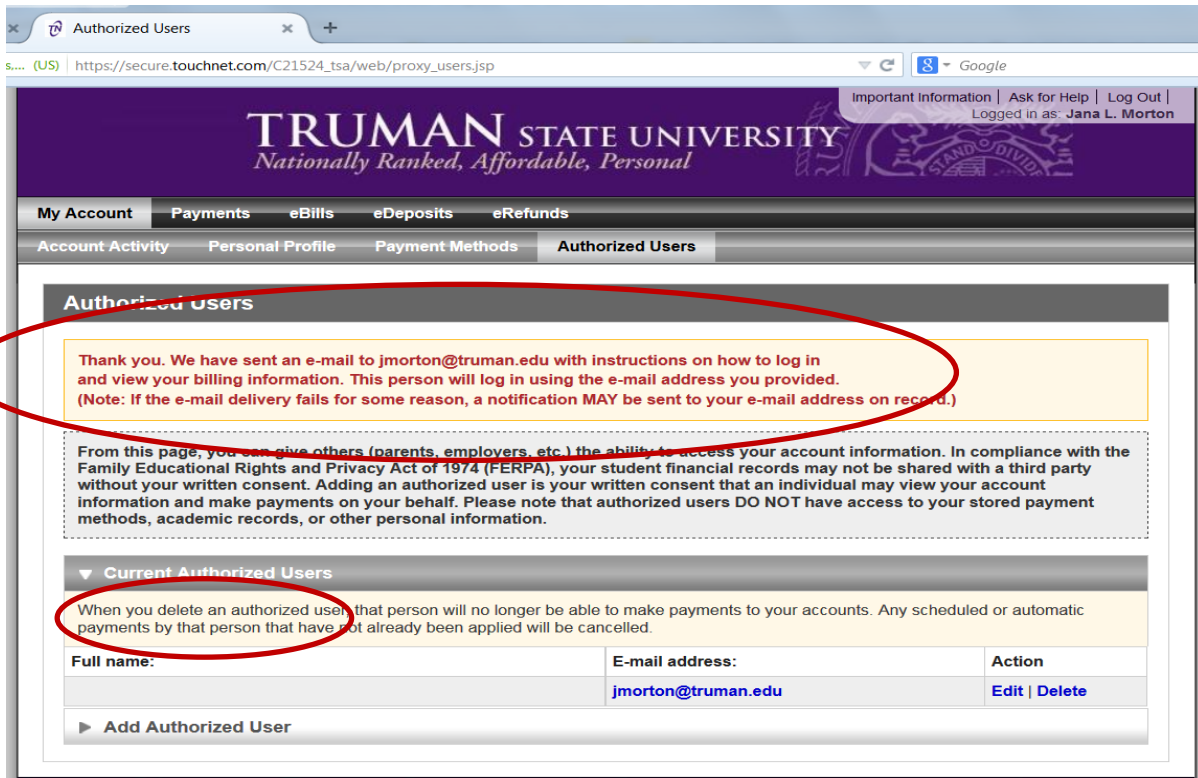 Authorized Users
s.... (US) https://secure.touchnet.com/C21524_tsa/web/proxy_users.jsp
Google
Important Information | Ask for Help | Log Out |
Logged in as: Jana L. Morton
TRUMAN STATE UNIVERSITY
Nationally Ranked, Affordable, Personal
STAND DIVID
My Account Payments eBills eDeposits eRefunds
Account Activity Personal Profile Payment Methods Authorized Users
Authorized Users
Thank you. We have sent an e-mail to jmorton@truman.edu with instructions on how to log in
and view your billing information. This person will log in using the e-mail address you provided.
(Note: If the e-mail delivery fails for some reason, a notification MAY be sent to your e-mail address on record.)
From this page, you can give others (parents, employers, etc.) the ability to access your account information. In compliance with the
Family Educational Rights and Privacy Act of 1974 (FERPA), your student financial records may not be shared with a third party
without your written consent. Adding an authorized user is your written consent that an individual may view your account
information and make payments on your behalf. Please note that authorized users DO NOT have access to your stored payment
methods, academic records, or other personal information.
Current Authorized Users
When you delete an authorized user, that person will no longer be able to make payments to your accounts. Any scheduled or automatic
payments by that person that have not already been applied will be cancelled.
Full name: E-mail address: Action
jmorton@truman.edu Edit | Delete
Add Authorized User